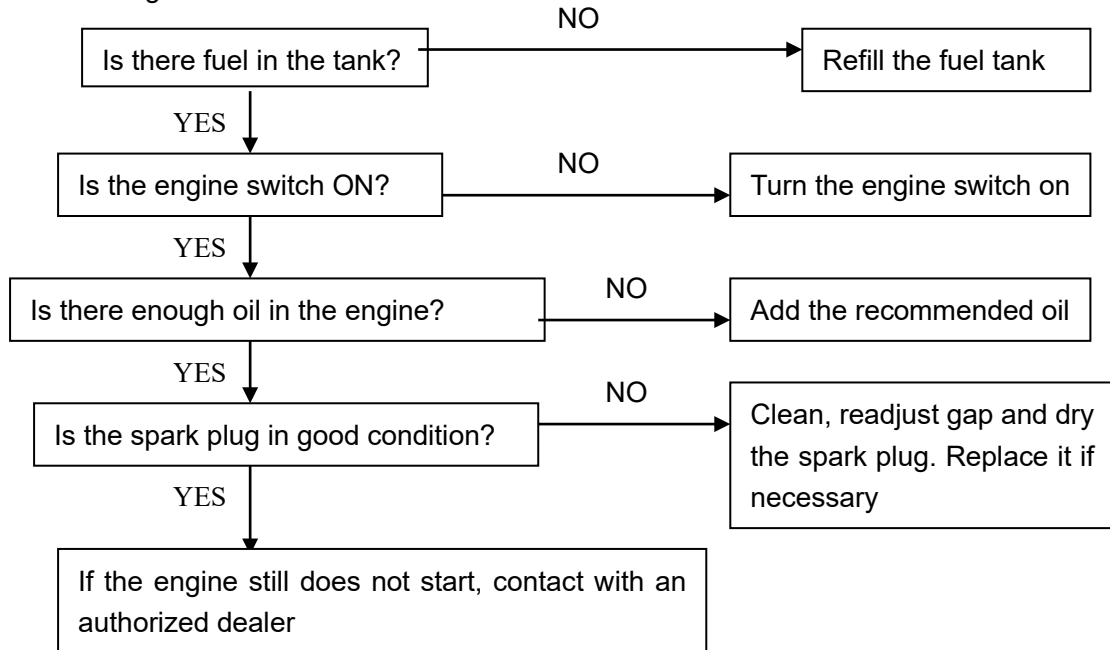 NO
Is there fuel in the tank?
Refill the fuel tank
YES
NO
Is the engine switch ON?
Turn the engine switch on
YES
NO
Is there enough oil in the engine?
Add the recommended oil
YES
NO
Is the spark plug in good condition?
Clean, readjust gap and dry
the spark plug. Replace it if
necessary
YES
If the engine still does not start, contact with an
authorized dealer